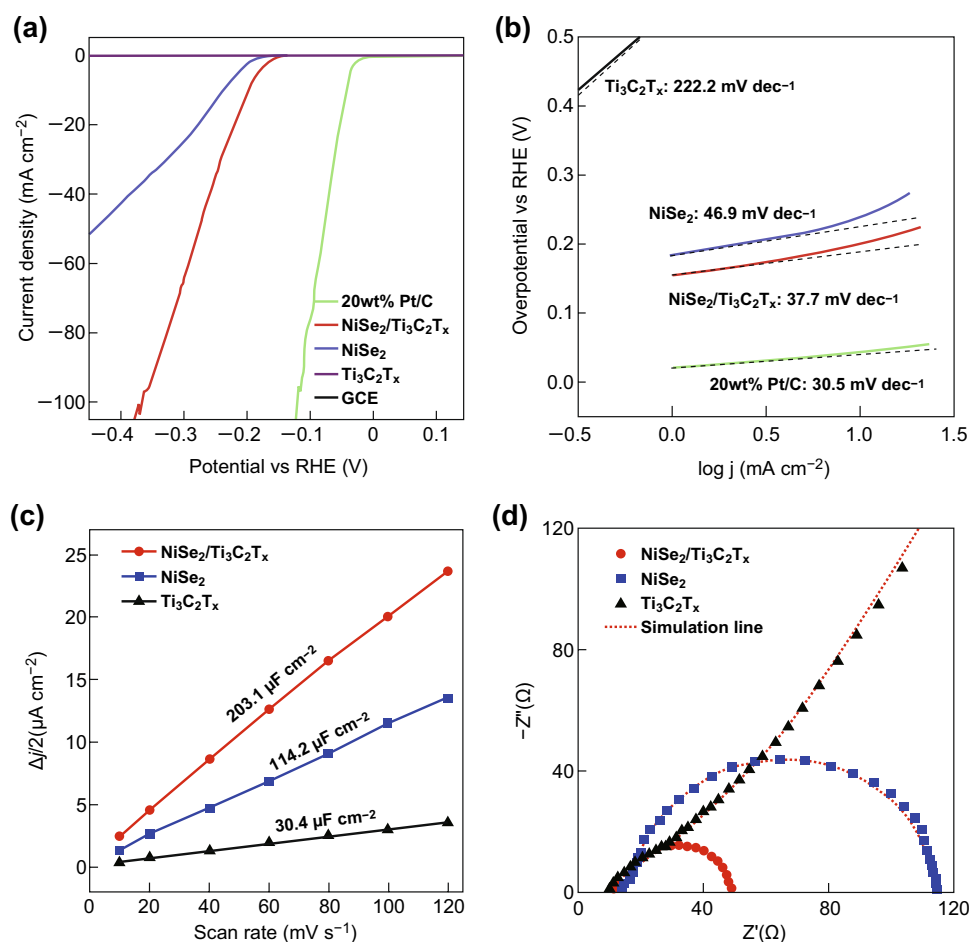 (a)
0
−20
−40
−60
−80
−100
Current density (mA cm⁻²)
20wt% Pt/C
NiSe₂/Ti₃C₂Tₓ
NiSe₂
Ti₃C₂Tₓ
GCE
−0.4 −0.3 −0.2 −0.1 0 0.1
Potential vs RHE (V)
(b)
0.5
0.4
0.3
0.2
0.1
0.0
Overpotential vs RHE (V)
Ti₃C₂Tₓ: 222.2 mV dec⁻¹
NiSe₂: 46.9 mV dec⁻¹
NiSe₂/Ti₃C₂Tₓ: 37.7 mV dec⁻¹
20wt% Pt/C: 30.5 mV dec⁻¹
−0.5 0.0 0.5 1.0 1.5
log j (mA cm⁻²)
(c)
25
20
15
10
5
0
Δj/2(μA cm⁻²)
NiSe₂/Ti₃C₂Tₓ
NiSe₂
Ti₃C₂Tₓ
203.1 μF cm⁻²
114.2 μF cm⁻²
30.4 μF cm⁻²
0 20 40 60 80 100 120
Scan rate (mV s⁻¹)
(d)
120
80
40
0
−Z″(Ω)
NiSe₂/Ti₃C₂Tₓ
NiSe₂
Ti₃C₂Tₓ
Simulation line
0 40 80 120
Z′(Ω)